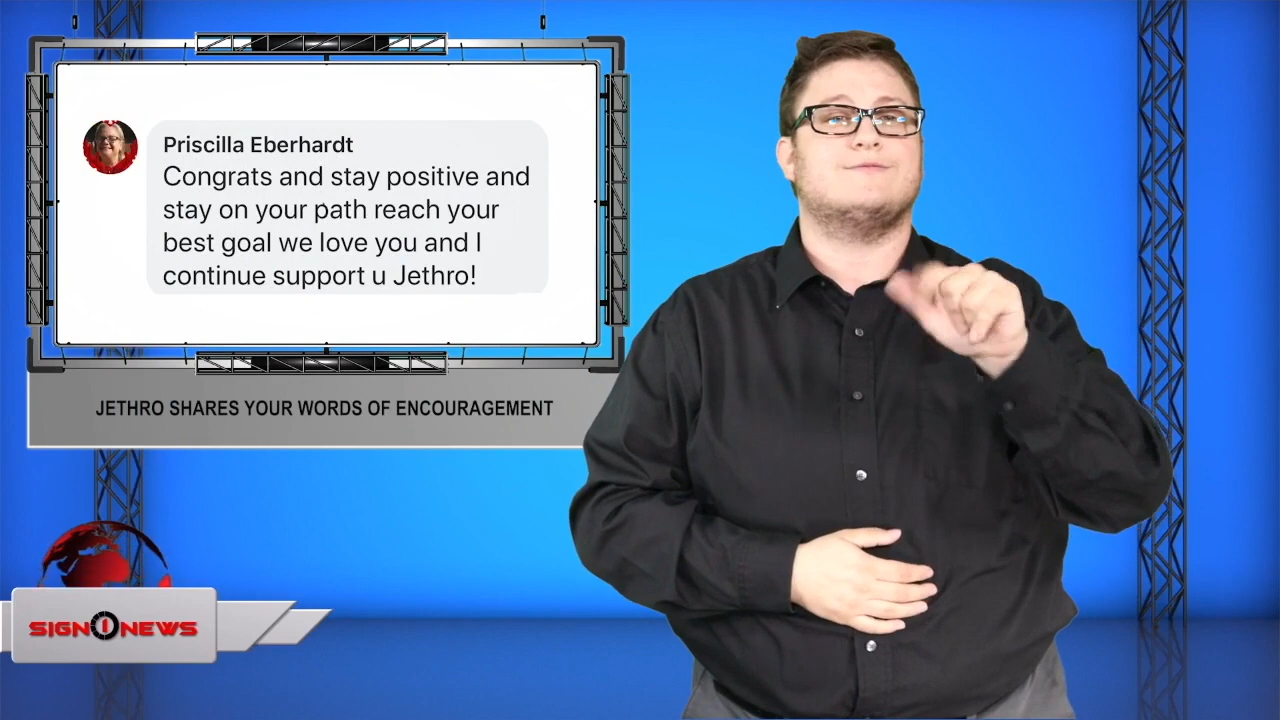 Priscilla Eberhardt
Congrats and stay positive and
stay on your path reach your
best goal we love you and I
continue support u Jethro!
JETHRO SHARES YOUR WORDS OF ENCOURAGEMENT
SIGN1NEWS